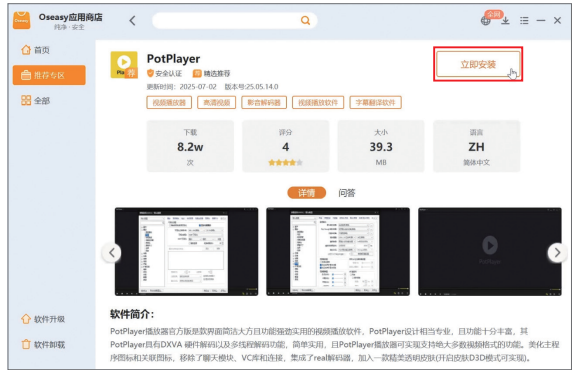 Oseasy应用商店
纯净·安全
首页
推荐专区
全部
软件升级
软件卸载
PotPlayer
荐
安全认证 精选推荐
更新时间：2025-07-02 版本号:25.05.14.0
视频播放器 高清视频 影音解码器 视频播放软件 字幕翻译软件
立即安装
下载
8.2w
次
评分
4
大小
39.3
MB
语言
ZH
简体中文
详情 问答
PotPlayer
软件简介：
PotPlayer播放器官方版是款界面简洁大方且功能强劲实用的视频播放软件，PotPlayer设计相当专业，且功能十分丰富，其
PotPlayer具有DXVA 硬件解码以及多线程解码功能，简单实用，且PotPlayer播放器可实现支持绝大多数视频格式的功能。美化主程
序图标和关联图标，移除了聊天模块、VC库和连接，集成了real解码器，加入一款精美透明皮肤(开启皮肤D3D模式可实现)。